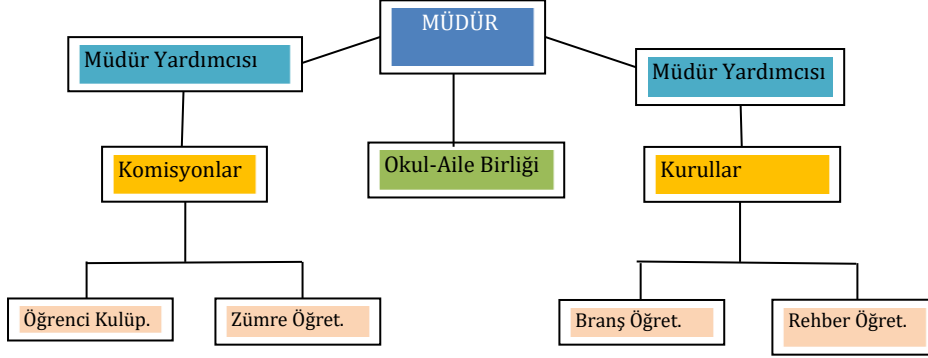 MÜDÜR
Müdür Yardımcısı
Müdür Yardımcısı
Komisyonlar
Okul-Aile Birliği
Kurullar
Öğrenci Kulüp.
Zümre Öğret.
Branş Öğret.
Rehber Öğret.